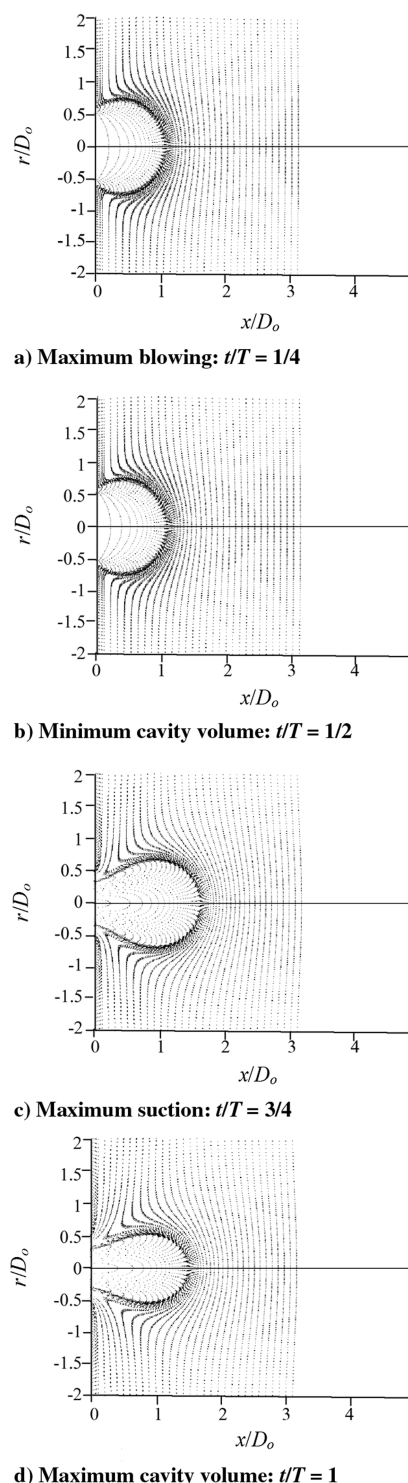 2
1.5
1
0.5
0
-0.5
-1
-1.5
-2
r/Do
0 1 2 3 4
x/Do
a) Maximum blowing: t/T = 1/4
2
1.5
1
0.5
0
-0.5
-1
-1.5
-2
r/Do
0 1 2 3 4
x/Do
b) Minimum cavity volume: t/T = 1/2
2
1.5
1
0.5
0
-0.5
-1
-1.5
-2
r/Do
0 1 2 3 4
x/Do
c) Maximum suction: t/T = 3/4
2
1.5
1
0.5
0
-0.5
-1
-1.5
-2
r/Do
0 1 2 3 4
x/Do
d) Maximum cavity volume: t/T = 1